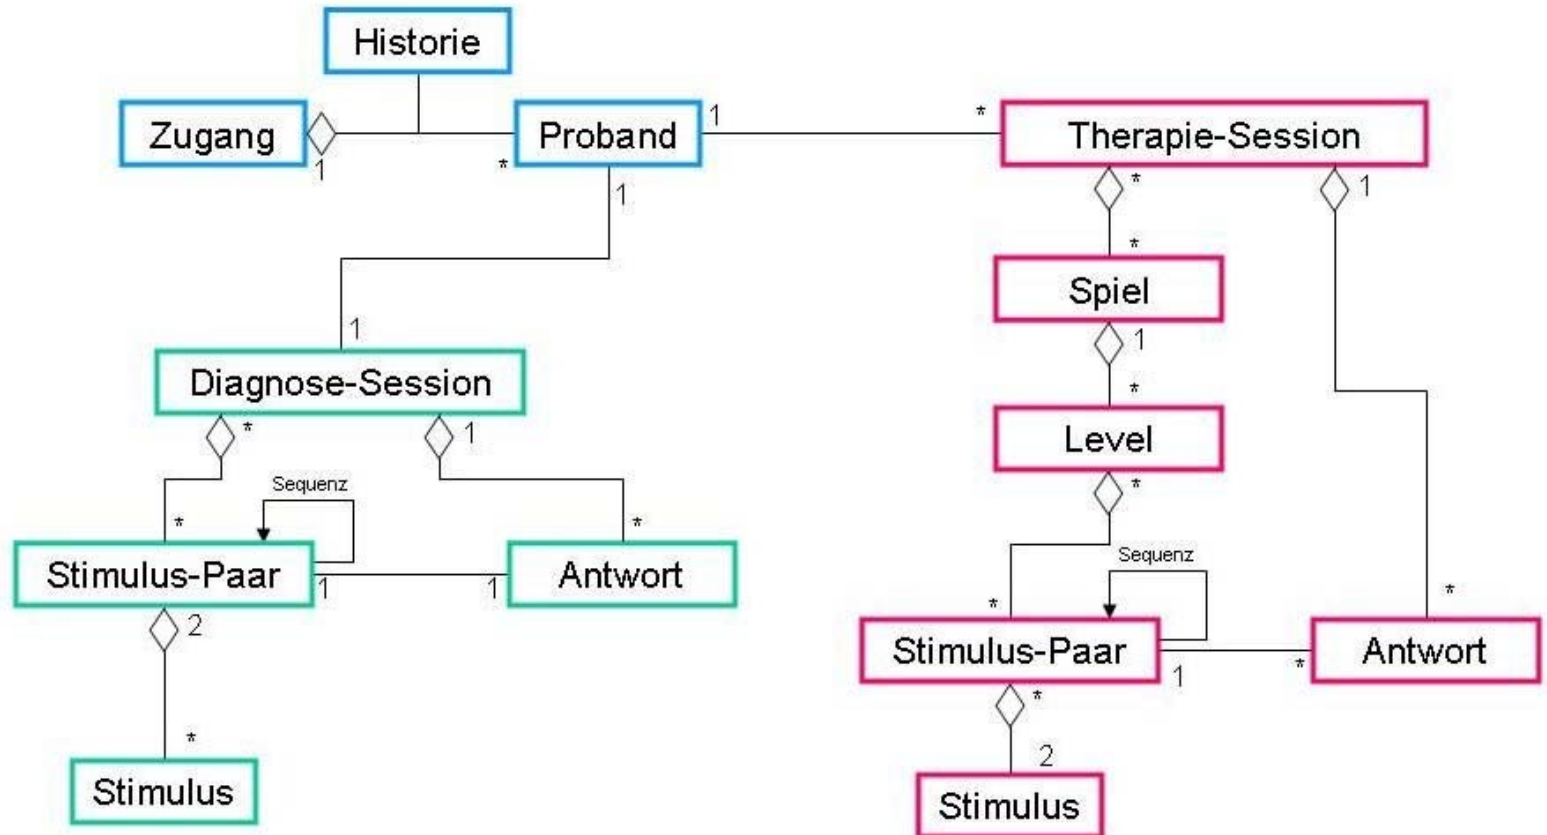 Historie
Zugang
1
*
Proband
1
*
Therapie-Session
1
*
1
*
Spiel
1
1
*
Diagnose-Session
Level
*
1
*
Sequenz
*
*
Sequenz
Stimulus-Paar
1
1
Antwort
*
*
2
Stimulus-Paar
1
*
Antwort
*
*
2
Stimulus
Stimulus